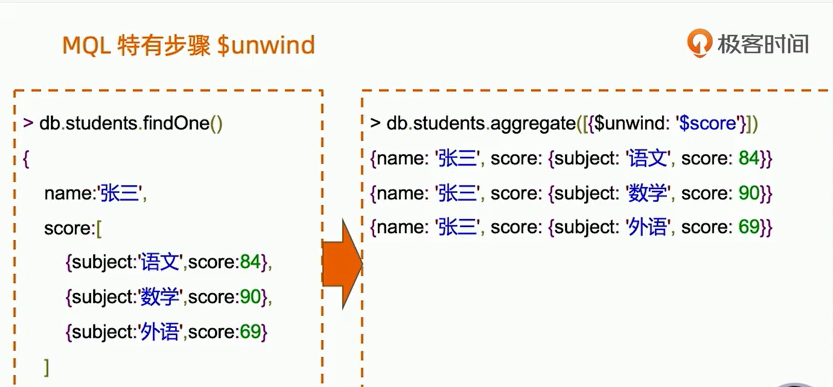 MQL 特有步骤 $unwind
极客时间
> db.students.findOne()
{
name:'张三',
score:[
{subject:'语文',score:84},
{subject:'数学',score:90},
{subject:'外语',score:69}
]
> db.students.aggregate([{$unwind: '$score'}])
{name: '张三', score: {subject: '语文', score: 84}}
{name: '张三', score: {subject: '数学', score: 90}}
{name: '张三', score: {subject: '外语', score: 69}}